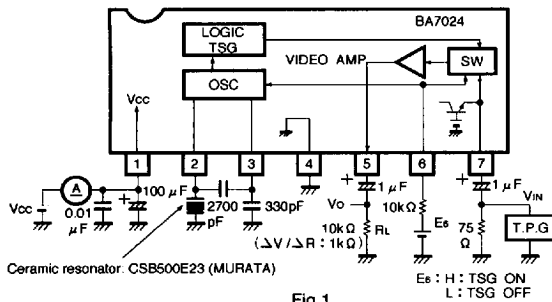 BA7024
LOGIC
TSG
VIDEO AMP
SW
OSC
Vcc
1
2
3
4
5
6
7
A
100 μF
+
0.01
μF
Vcc
2700
pF
330pF
+
1 μF
Vo
10kΩ
RL
(ΔV/ΔR : 1kΩ)
10kΩ
E6
+
1 μF
VIN
75
Ω
T.P.G
Ceramic resonator: CSB500E23 (MURATA)
E6 : H : TSG ON
L : TSG OFF
Fig.1